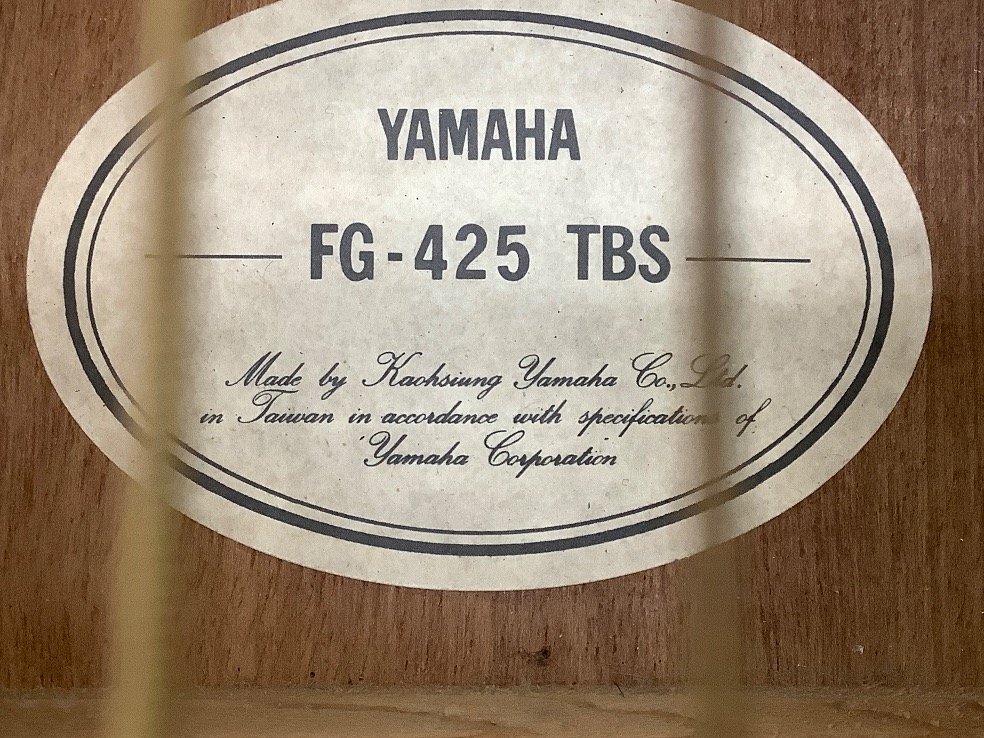 YAMAHA
FG-425 TBS
Made by Kaohsiung Yamaha Co., Ltd.
in Taiwan in accordance with specifications of
Yamaha Corporation